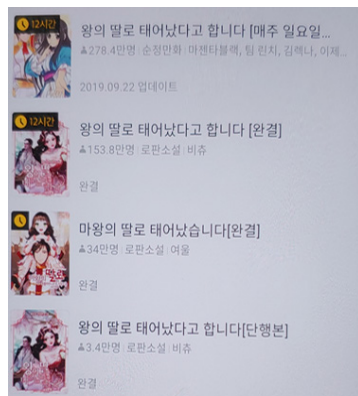 12시간
왕의 딸로 태어났다고 합니다 [매주 일요일...
278.4만명 순정만화 마젠타블랙, 팀 린치, 김헥나, 이제...
2019.09.22 업데이트
12시간
왕의 딸로 태어났다고 합니다 [완결]
153.8만명 로판소설 비츄
완결
마왕의 딸로 태어났습니다[완결]
34만명 로판소설 여울
완결
왕의 딸로 태어났다고 합니다[단행본]
3.4만명 로판소설 비츄
완결